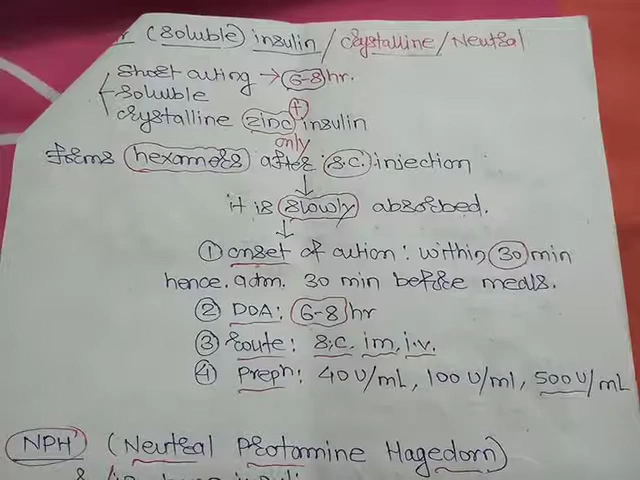 (Soluble) insulin / Crystalline / Neutral
Short acting → 6-8 hr.
Soluble
Crystalline zinc + insulin
only
forms hexamers after s.c. injection
↓
it is slowly absorbed.
↓
① onset of action: within 30 min
hence. adm. 30 min before meals.
② DOA: 6-8 hr
③ Route: s.c. im, i.v.
④ Prepn: 40 U/mL, 100 U/ml, 500 U/mL
NPH (Neutral Protamine Hagedorn)